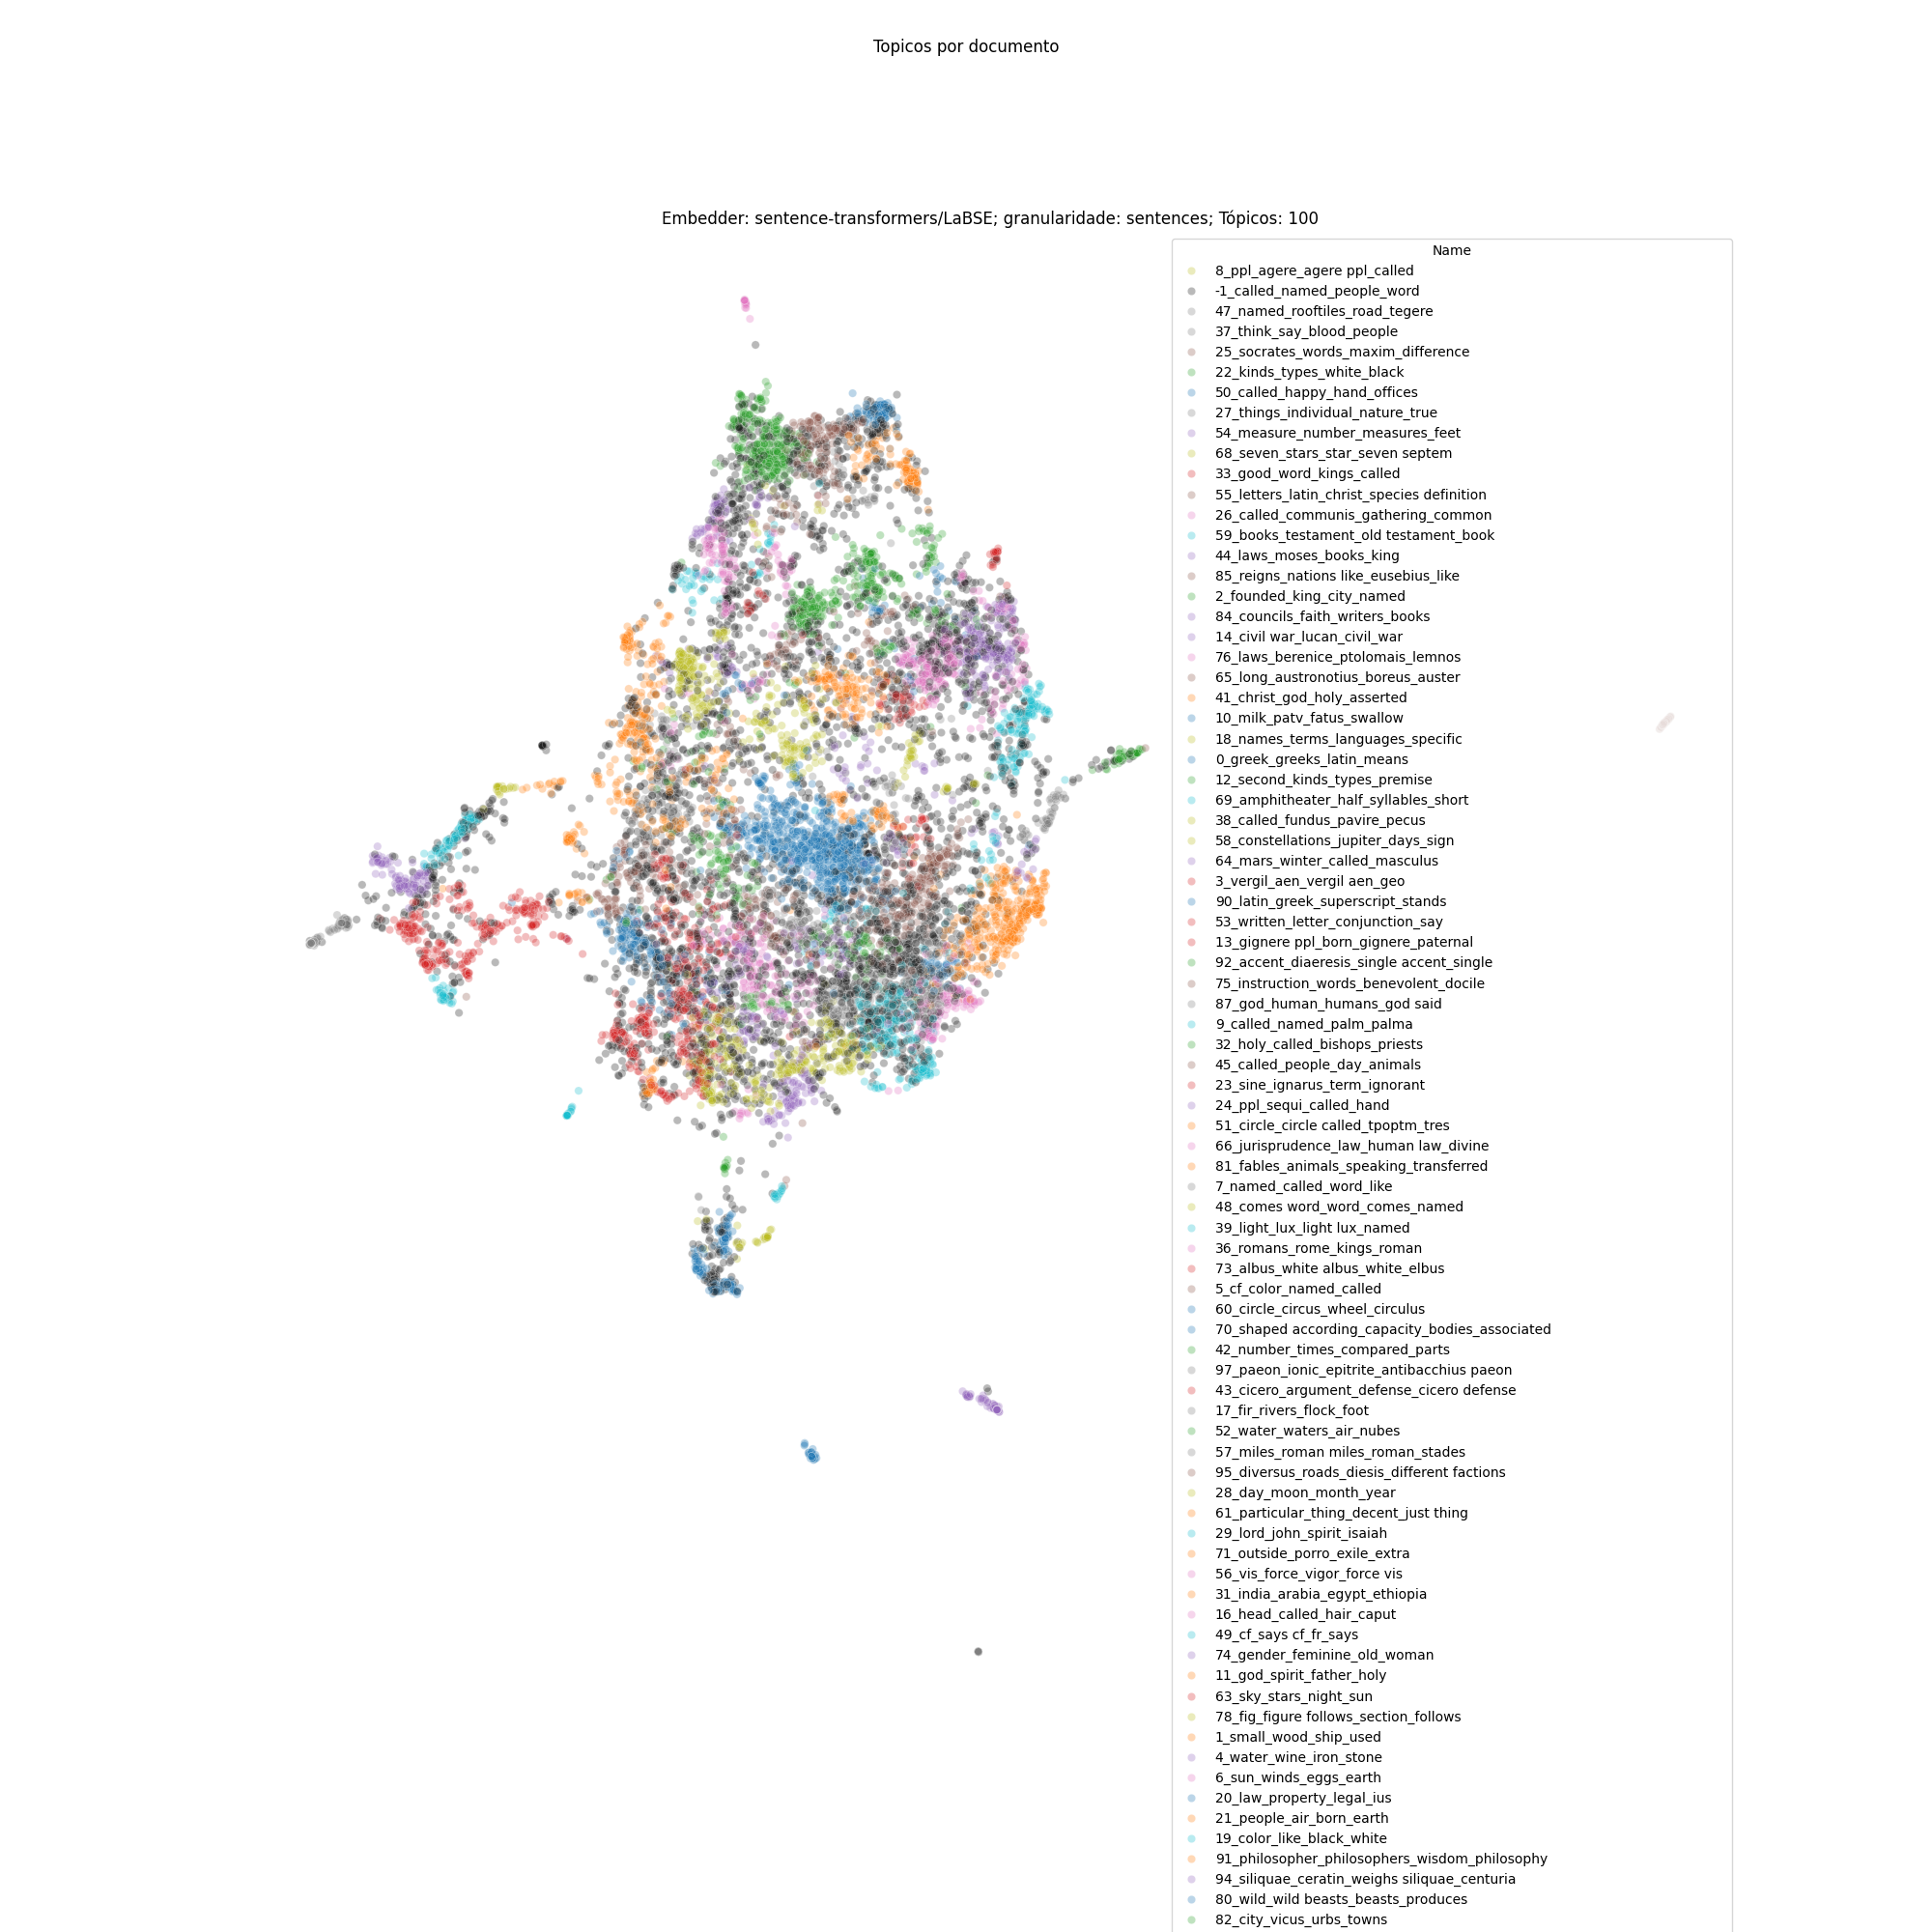 Topicos por documento
Embedder: sentence-transformers/LaBSE; granularidade: sentences; Tópicos: 100
Name
8_ppl_agere_agere ppl_called
-1_called_named_people_word
47_named_rooftiles_road_tegere
37_think_say_blood_people
25_socrates_words_maxim_difference
22_kinds_types_white_black
50_called_happy_hand_offices
27_things_individual_nature_true
54_measure_number_measures_feet
68_seven_stars_star_seven septem
33_good_word_kings_called
55_letters_latin_christ_species definition
26_called_communis_gathering_common
59_books_testament_old testament_book
44_laws_moses_books_king
85_reigns_nations like_eusebius_like
2_founded_king_city_named
84_councils_faith_writers_books
14_civil war_lucan_civil_war
76_laws_berenice_ptolomais_lemnos
65_long_austronotius_boreus_auster
41_christ_god_holy_asserted
10_milk_patv_fatus_swallow
18_names_terms_languages_specific
0_greek_greeks_latin_means
12_second_kinds_types_premise
69_amphitheater_half_syllables_short
38_called_fundus_pavire_pecus
58_constellations_jupiter_days_sign
64_mars_winter_called_masculus
3_vergil_aen_vergil aen_geo
90_latin_greek_superscript_stands
53_written_letter_conjunction_say
13_gignere ppl_born_gignere_paternal
92_accent_diaeresis_single accent_single
75_instruction_words_benevolent_docile
87_god_human_humans_god said
9_called_named_palm_palma
32_holy_called_bishops_priests
45_called_people_day_animals
23_sine_ignarus_term_ignorant
24_ppl_sequi_called_hand
51_circle_circle called_tpoptm_tres
66_jurisprudence_law_human law_divine
81_fables_animals_speaking_transferred
7_named_called_word_like
48_comes word_word_comes_named
39_light_lux_light lux_named
36_romans_rome_kings_roman
73_albus_white albus_white_elbus
5_cf_color_named_called
60_circle_circus_wheel_circulus
70_shaped according_capacity_bodies_associated
42_number_times_compared_parts
97_paeon_ionic_epitrite_antibacchius paeon
43_cicero_argument_defense_cicero defense
17_fir_rivers_flock_foot
52_water_waters_air_nubes
57_miles_roman miles_roman_stades
95_diversus_roads_diesis_different factions
28_day_moon_month_year
61_particular_thing_decent_just thing
29_lord_john_spirit_isaiah
71_outside_porro_exile_extra
56_vis_force_vigor_force vis
31_india_arabia_egypt_ethiopia
16_head_called_hair_caput
49_cf_says cf_fr_says
74_gender_feminine_old_woman
11_god_spirit_father_holy
63_sky_stars_night_sun
78_fig_figure follows_section_follows
1_small_wood_ship_used
4_water_wine_iron_stone
6_sun_winds_eggs_earth
20_law_property_legal_ius
21_people_air_born_earth
19_color_like_black_white
91_philosopher_philosophers_wisdom_philosophy
94_siliquae_ceratin_weighs siliquae_centuria
80_wild_wild beasts_beasts_produces
82_city_vicus_urbs_towns